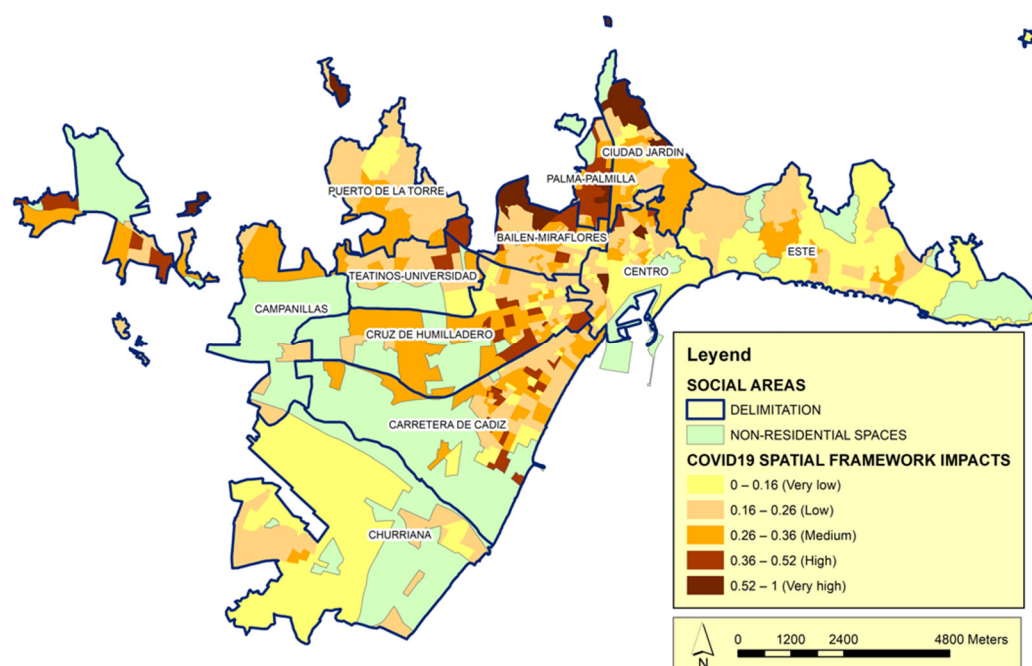 CIUDAD JARDIN
PALMA-PALMILLA
PUERTO DE LA TORRE
BAILEN-MIRAFLORES
ESTE
TEATINOS-UNIVERSIDAD
CENTRO
CAMPANILLAS
CRUZ DE HUMILLADERO
CARRETERA DE CADIZ
CHURRIANA
Leyend
SOCIAL AREAS
DELIMITATION
NON-RESIDENTIAL SPACES
COVID19 SPATIAL FRAMEWORK IMPACTS
0 – 0.16 (Very low)
0.16 – 0.26 (Low)
0.26 – 0.36 (Medium)
0.36 – 0.52 (High)
0.52 – 1 (Very high)
N
0 1200 2400 4800 Meters